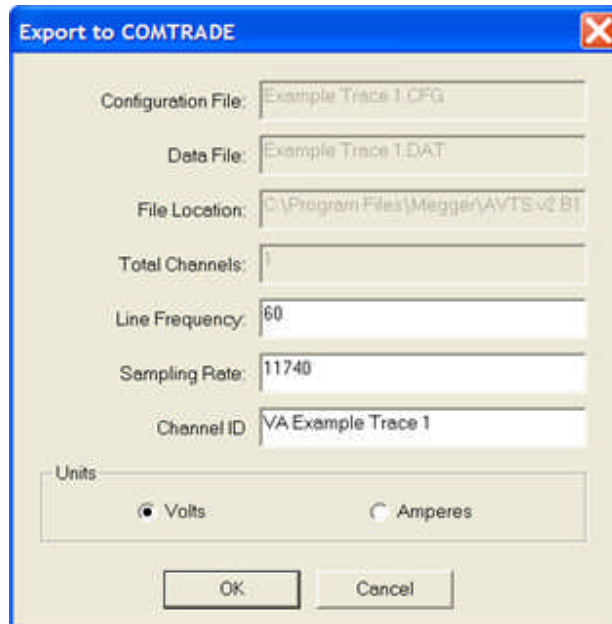 Export to COMTRADE
Configuration File: Example Trace 1.CFG
Data File: Example Trace 1.DAT
File Location: C:\Program Files\Megger\AVTS v2 B1
Total Channels: 1
Line Frequency: 60
Sampling Rate: 11740
Channel ID VA Example Trace 1
Units
Volts Amperes
OK Cancel